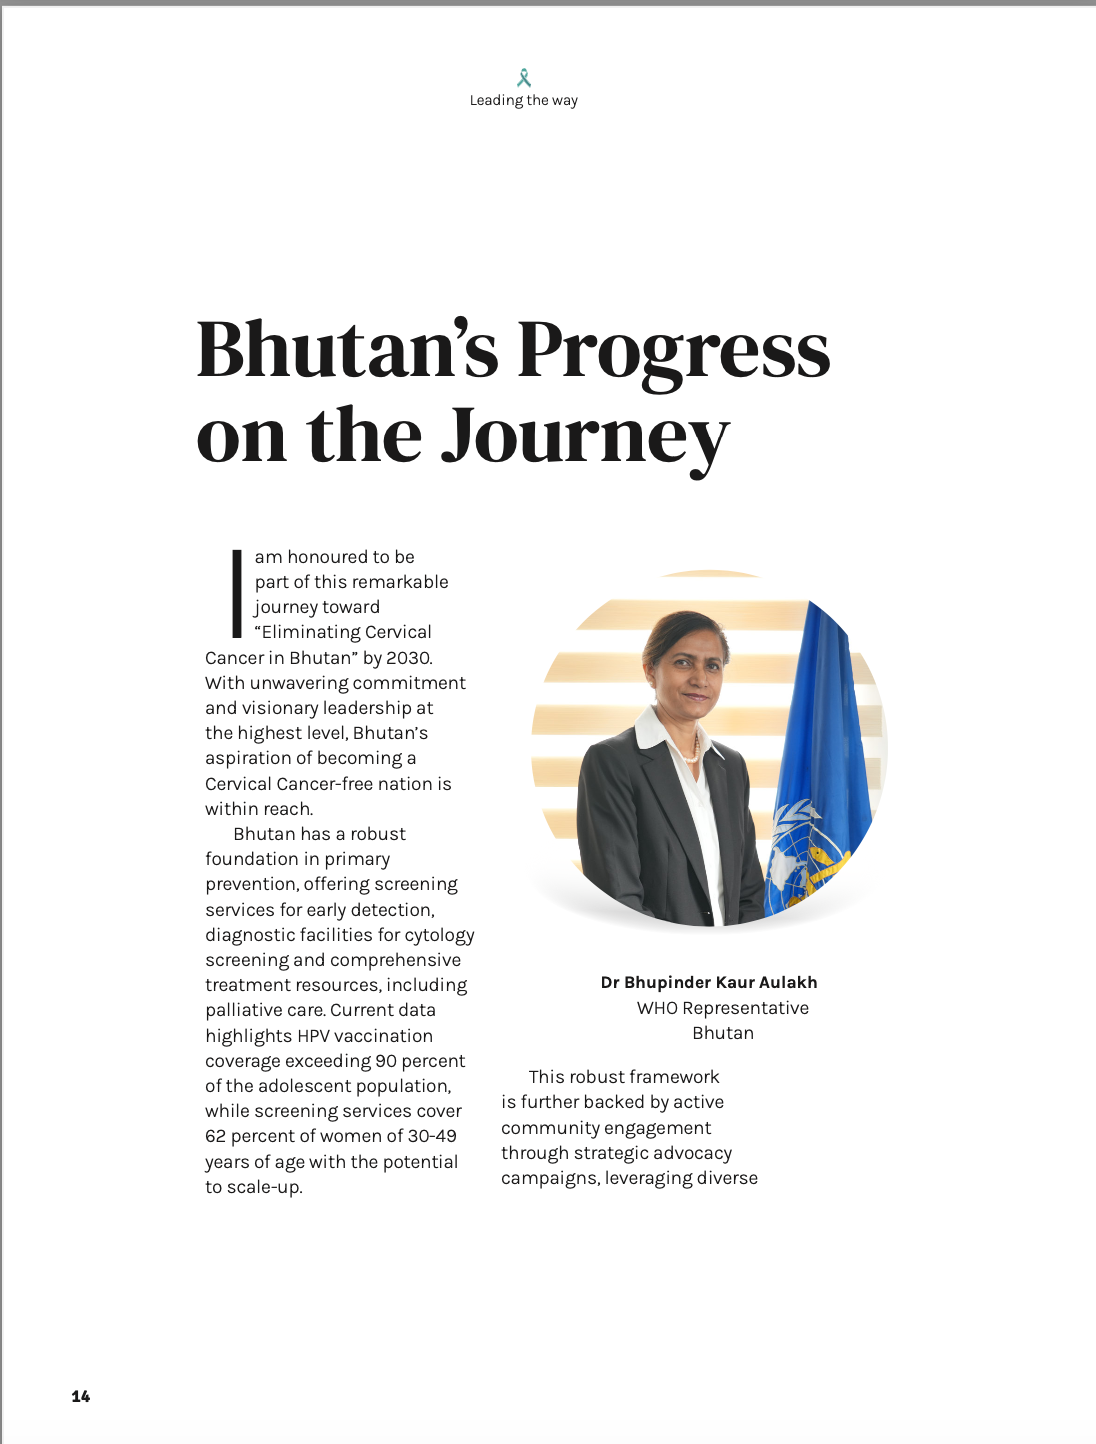 Leading the way
Bhutan’s Progress
on the Journey
I am honoured to be
part of this remarkable
journey toward
“Eliminating Cervical
Cancer in Bhutan” by 2030.
With unwavering commitment
and visionary leadership at
the highest level, Bhutan’s
aspiration of becoming a
Cervical Cancer-free nation is
within reach.
Bhutan has a robust
foundation in primary
prevention, offering screening
services for early detection,
diagnostic facilities for cytology
screening and comprehensive
treatment resources, including
palliative care. Current data
highlights HPV vaccination
coverage exceeding 90 percent
of the adolescent population,
while screening services cover
62 percent of women of 30-49
years of age with the potential
to scale-up.
Dr Bhupinder Kaur Aulakh
WHO Representative
Bhutan
This robust framework
is further backed by active
community engagement
through strategic advocacy
campaigns, leveraging diverse
14